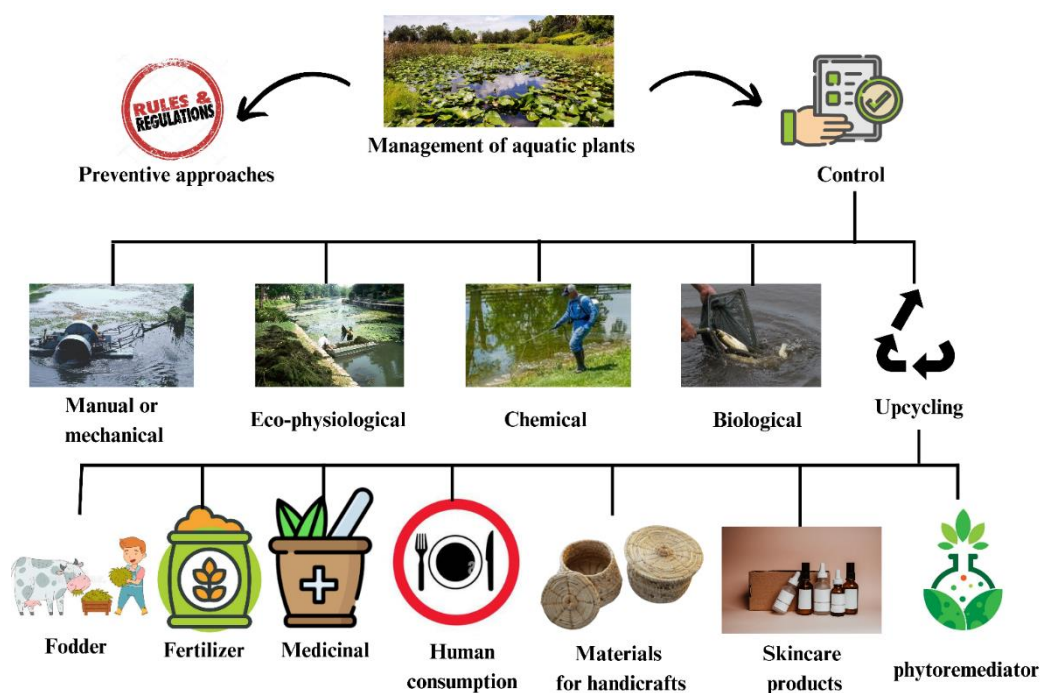 RULES &
REGULATIONS
Management of aquatic plants
Preventive approaches
Control
Manual or
mechanical
Eco-physiological
Chemical
Biological
Upcycling
Fodder
Fertilizer
Medicinal
Human
consumption
Materials
for handicrafts
Skincare
products
phytoremediator